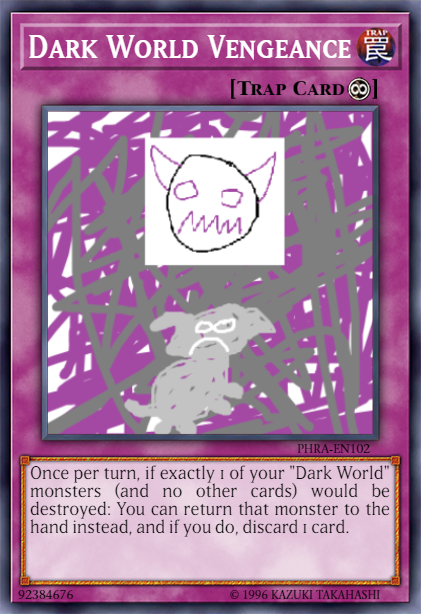 Dark World Vengeance
TRAP
罠
[Trap Card]
PHRA-EN102
Once per turn, if exactly 1 of your "Dark World"
monsters (and no other cards) would be
destroyed: You can return that monster to the
hand instead, and if you do, discard 1 card.
92384676
© 1996 KAZUKI TAKAHASHI